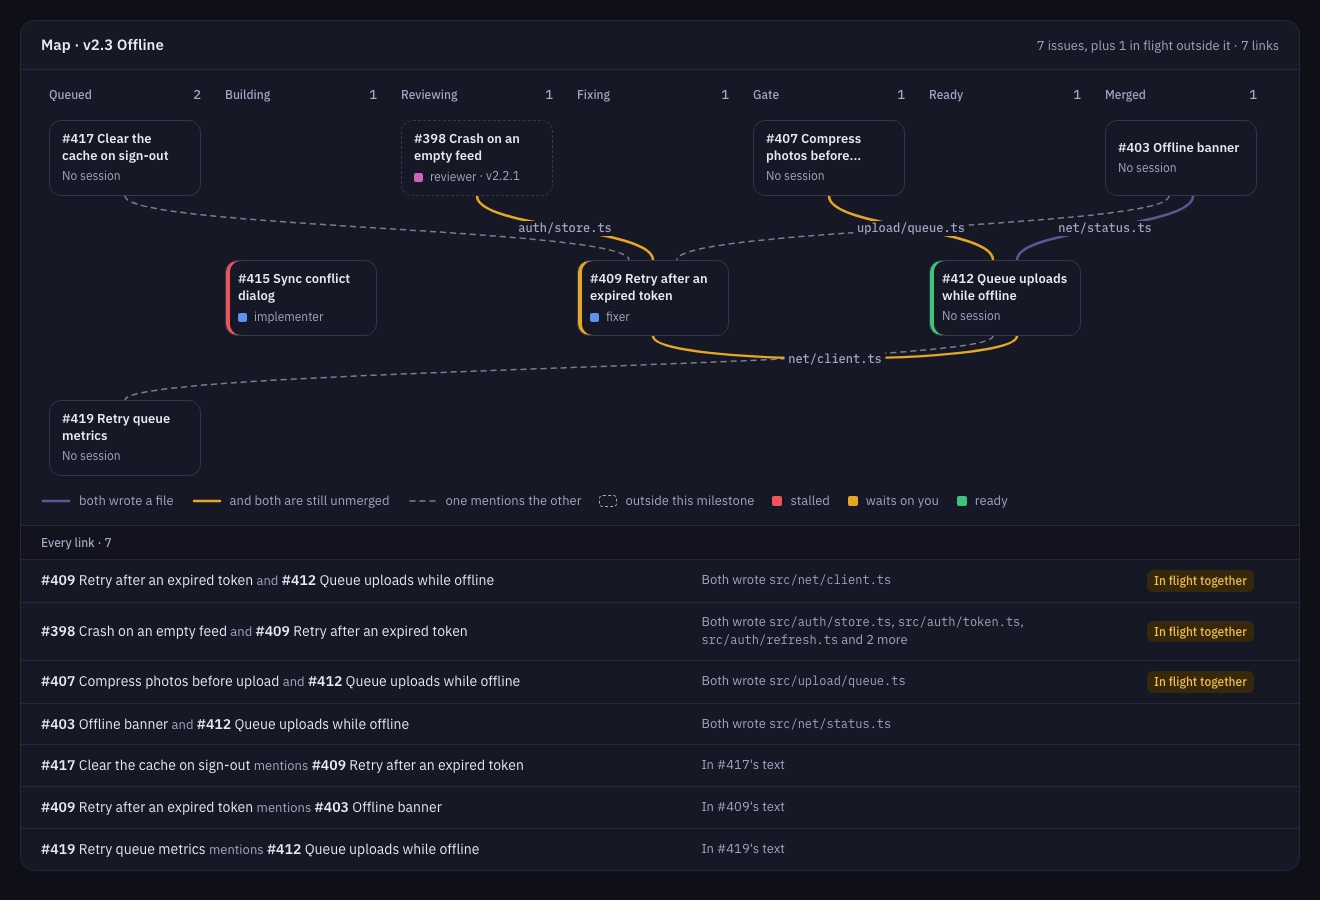 Map · v2.3 Offline
7 issues, plus 1 in flight outside it · 7 links
Queued 2
Building 1
Reviewing 1
Fixing 1
Gate 1
Ready 1
Merged 1
#417 Clear the
cache on sign-out
No session
#398 Crash on an
empty feed
reviewer · v2.2.1
#407 Compress
photos before...
No session
#403 Offline banner
No session
auth/store.ts
upload/queue.ts
net/status.ts
#415 Sync conflict
dialog
implementer
#409 Retry after an
expired token
fixer
#412 Queue uploads
while offline
No session
net/client.ts
#419 Retry queue
metrics
No session
both wrote a file
and both are still unmerged
one mentions the other
outside this milestone
stalled
waits on you
ready
Every link · 7
#409 Retry after an expired token and #412 Queue uploads while offline
Both wrote src/net/client.ts
In flight together
#398 Crash on an empty feed and #409 Retry after an expired token
Both wrote src/auth/store.ts, src/auth/token.ts,
src/auth/refresh.ts and 2 more
In flight together
#407 Compress photos before upload and #412 Queue uploads while offline
Both wrote src/upload/queue.ts
In flight together
#403 Offline banner and #412 Queue uploads while offline
Both wrote src/net/status.ts
#417 Clear the cache on sign-out mentions #409 Retry after an expired token
In #417's text
#409 Retry after an expired token mentions #403 Offline banner
In #409's text
#419 Retry queue metrics mentions #412 Queue uploads while offline
In #419's text